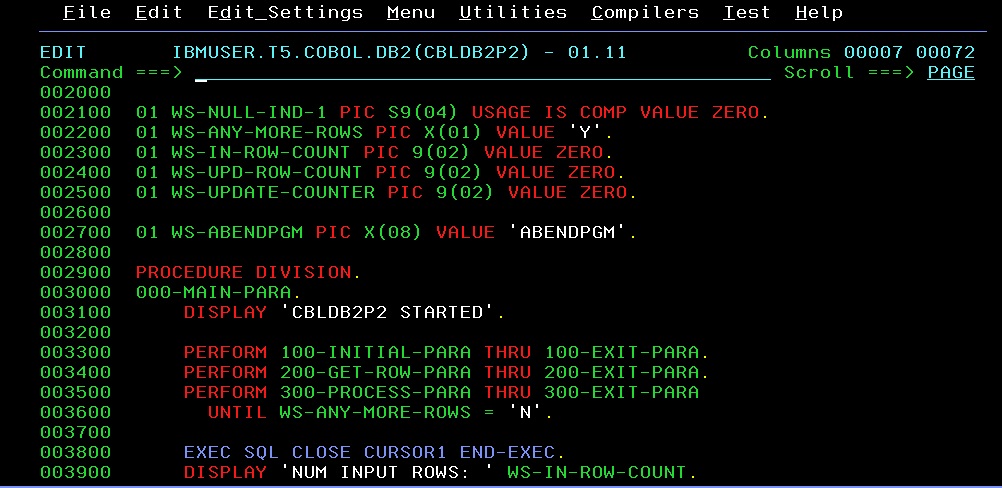 File  Edit  Edit_Settings  Menu  Utilities  Compilers  Test  Help
EDIT       IBMUSER.T5.COBOL.DB2(CBLDB2P2) - 01.11          Columns 00007 00072
Command ===> _ Scroll ===> PAGE
002000
002100  01 WS-NULL-IND-1 PIC S9(04) USAGE IS COMP VALUE ZERO.
002200  01 WS-ANY-MORE-ROWS PIC X(01) VALUE 'Y'.
002300  01 WS-IN-ROW-COUNT PIC 9(02) VALUE ZERO.
002400  01 WS-UPD-ROW-COUNT PIC 9(02) VALUE ZERO.
002500  01 WS-UPDATE-COUNTER PIC 9(02) VALUE ZERO.
002600
002700  01 WS-ABENDPGM PIC X(08) VALUE 'ABENDPGM'.
002800
002900  PROCEDURE DIVISION.
003000  000-MAIN-PARA.
003100      DISPLAY 'CBLDB2P2 STARTED'.
003200
003300      PERFORM 100-INITIAL-PARA THRU 100-EXIT-PARA.
003400      PERFORM 200-GET-ROW-PARA THRU 200-EXIT-PARA.
003500      PERFORM 300-PROCESS-PARA THRU 300-EXIT-PARA
003600        UNTIL WS-ANY-MORE-ROWS = 'N'.
003700
003800      EXEC SQL CLOSE CURSOR1 END-EXEC.
003900      DISPLAY 'NUM INPUT ROWS: ' WS-IN-ROW-COUNT.